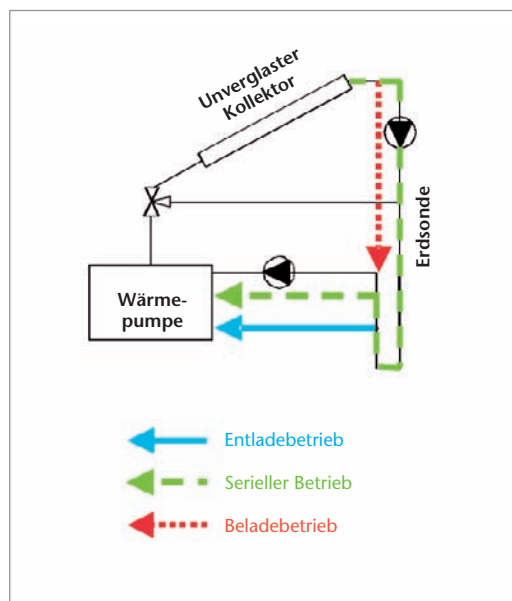 Unverglaster
Kollektor
Erdsonde
Wärme-
pumpe
Entladebetrieb
Serieller Betrieb
Beladebetrieb